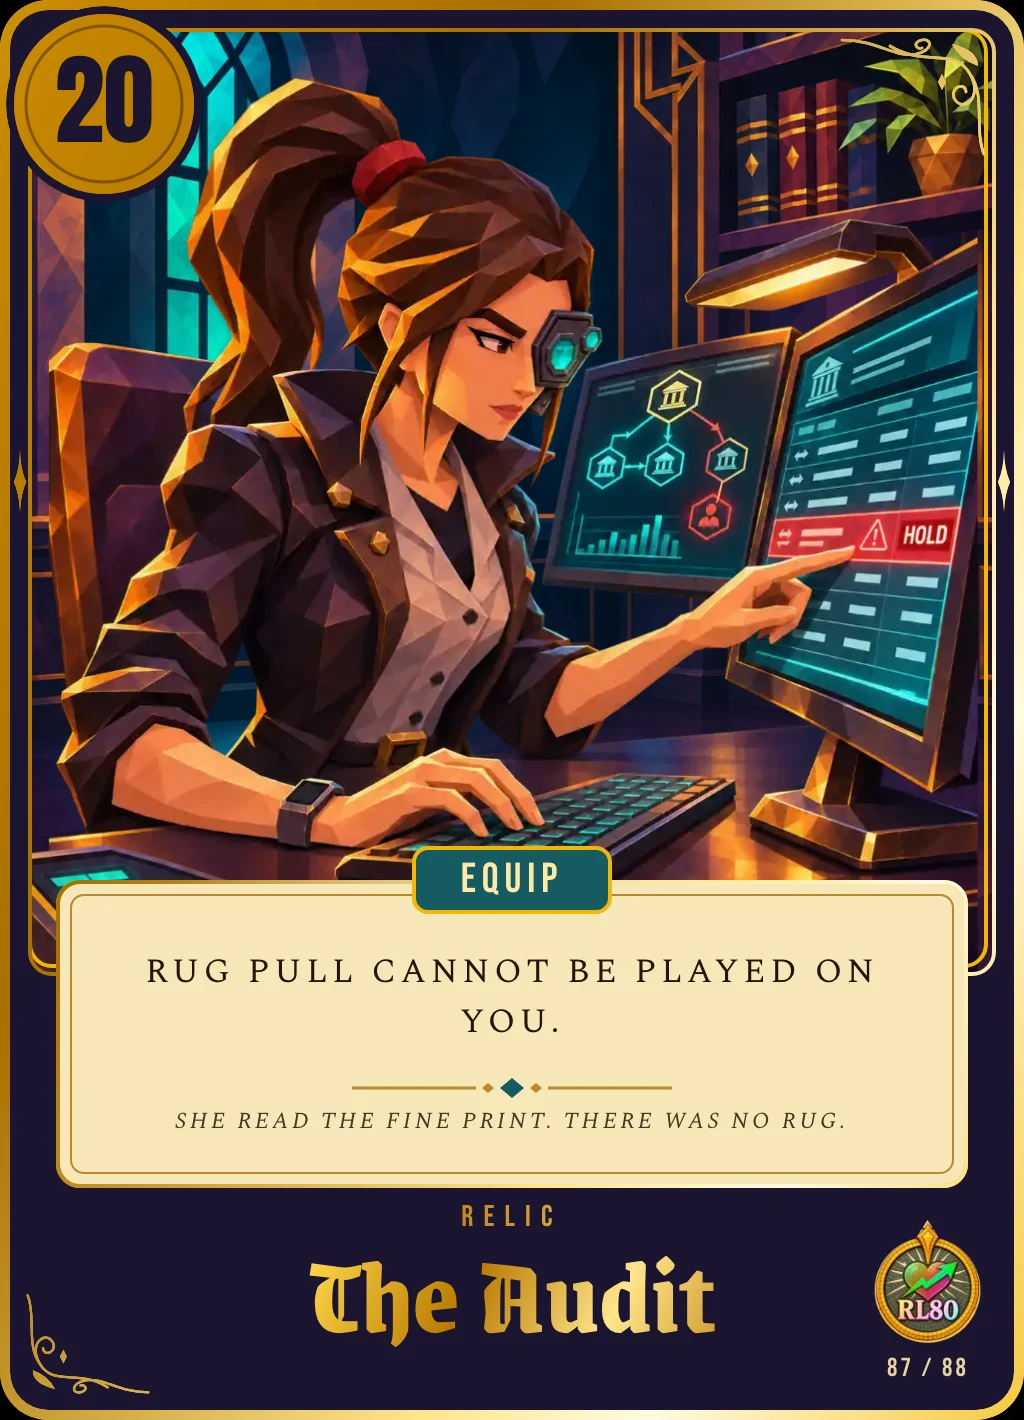 20
HOLD
EQUIP
RUG PULL CANNOT BE PLAYED ON
YOU.
SHE READ THE FINE PRINT. THERE WAS NO RUG.
RELIC
The Audit
RL80
87 / 88